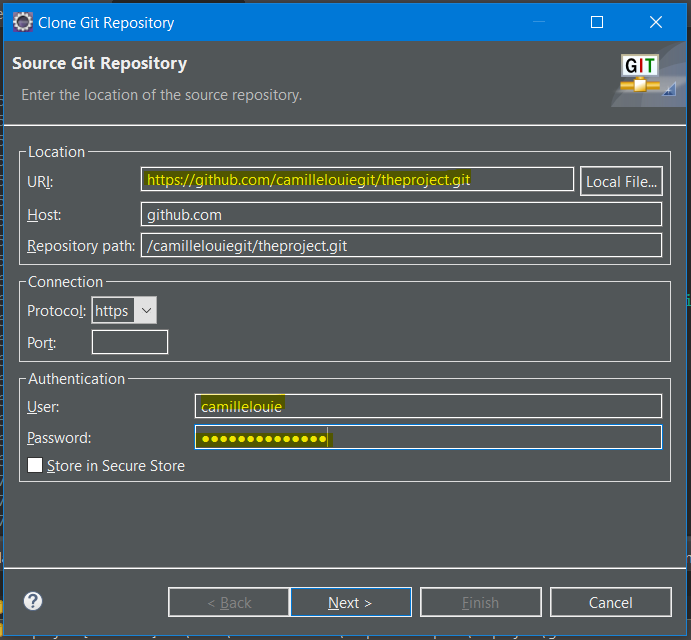 Clone Git Repository
Source Git Repository
GIT
Enter the location of the source repository.
Location
URI: https://github.com/camillelouiegit/theproject.git Local File...
Host: github.com
Repository path: /camillelouiegit/theproject.git
Connection
Protocol: https
Port:
Authentication
User: camillelouie
Password: ●●●●●●●●●●●●●●
Store in Secure Store
? < Back Next > Finish Cancel